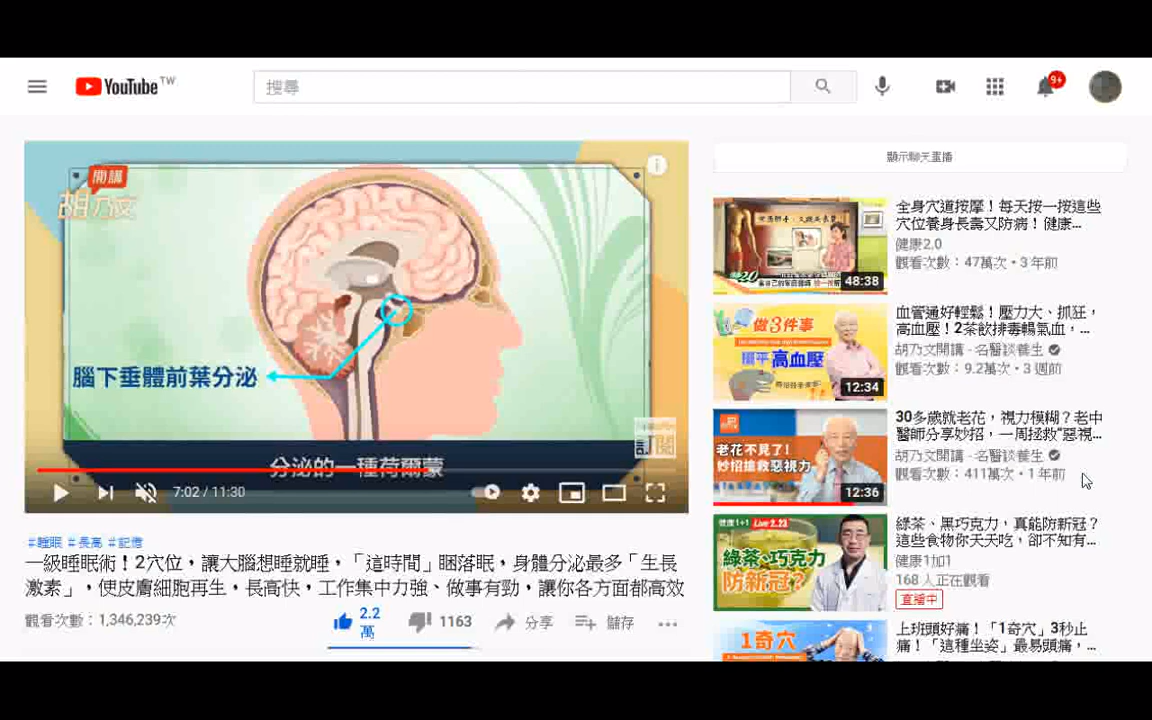 YouTube TW
搜尋
9+
開講
胡乃文
腦下垂體前葉分泌
訂閱
分泌的一種荷爾蒙
7:02 / 11:30
#睡眠 #長高 #記憶
一級睡眠術！2穴位，讓大腦想睡就睡，「這時間」睏落眠，身體分泌最多「生長
激素」，使皮膚細胞再生，長高快，工作集中力強、做事有勁，讓你各方面都高效
觀看次數：1,346,239次
2.2
萬
1163
分享
儲存
顯示聊天重播
48:38
全身穴道按摩！每天按一按這些
穴位養身長壽又防病！健康...
健康2.0
觀看次數：47萬次・3 年前
做3件事
擺平高血壓
12:34
血管通好輕鬆！壓力大、抓狂，
高血壓！2茶飲排毒暢氣血，...
胡乃文開講 - 名醫談養生
觀看次數：9.2萬次・3 週前
老花不見了！
妙招搶救惡視力
12:36
30多歲就老花，視力模糊？老中
醫師分享妙招，一周拯救“惡視...
胡乃文開講 - 名醫談養生
觀看次數：411萬次・1 年前
健康1+1 Live 2.23
綠茶、巧克力
防新冠？
綠茶、黑巧克力，真能防新冠？
這些食物你天天吃，卻不知有...
健康1加1
168 人正在觀看
直播中
1奇穴
上班頭好痛！「1奇穴」3秒止
痛！「這種坐姿」最易頭痛，...